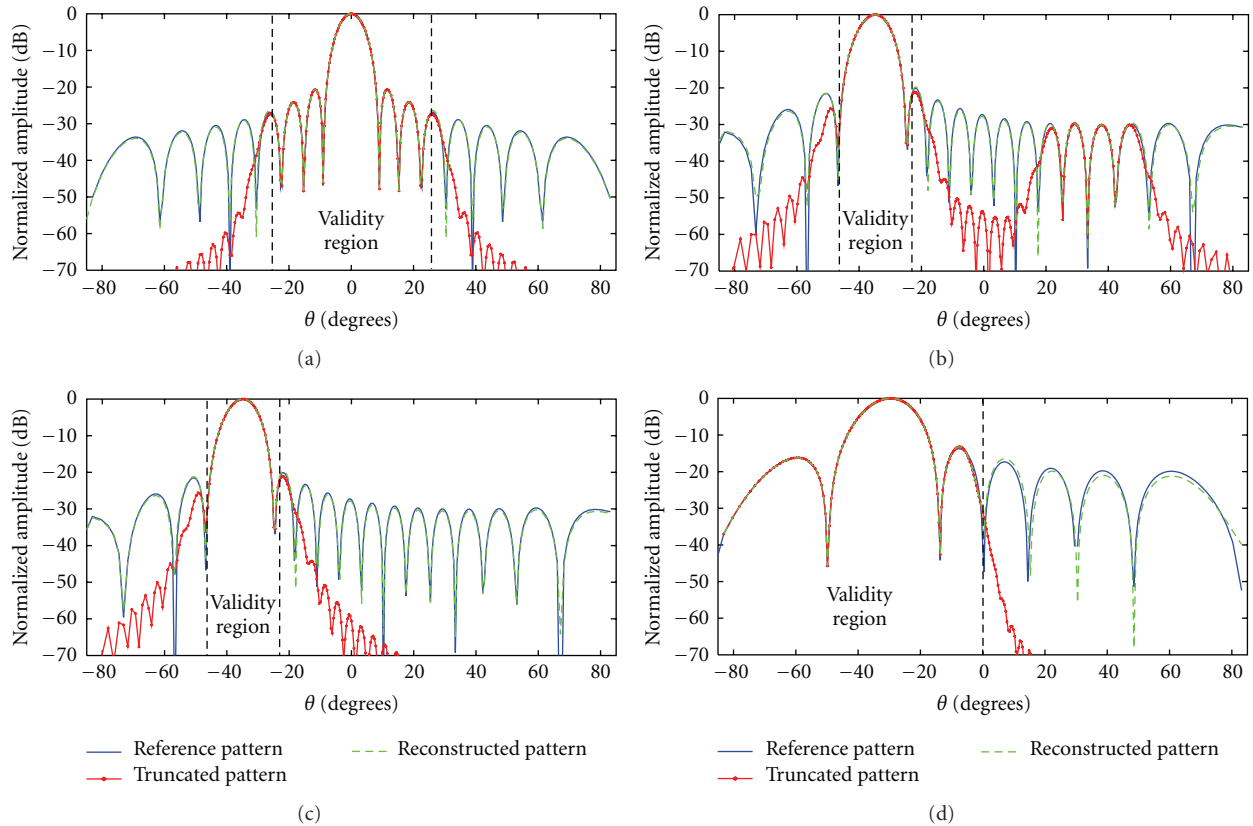 0
−10
−20
−30
−40
−50
−60
−70
Normalized amplitude (dB)
Validity
region
−80 −60 −40 −20 0 20 40 60 80
θ (degrees)
(a)
0
−10
−20
−30
−40
−50
−60
−70
Normalized amplitude (dB)
Validity
region
−80 −60 −40 −20 0 20 40 60 80
θ (degrees)
(b)
0
−10
−20
−30
−40
−50
−60
−70
Normalized amplitude (dB)
Validity
region
−80 −60 −40 −20 0 20 40 60 80
θ (degrees)
Reference pattern
Reconstructed pattern
Truncated pattern
(c)
0
−10
−20
−30
−40
−50
−60
−70
Normalized amplitude (dB)
Validity
region
−80 −60 −40 −20 0 20 40 60 80
θ (degrees)
Reference pattern
Reconstructed pattern
Truncated pattern
(d)